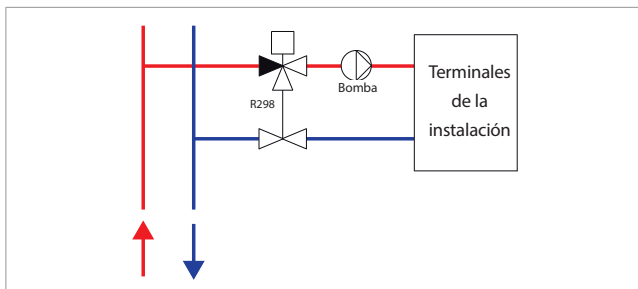 R298
Bomba
Terminales
de la
instalación